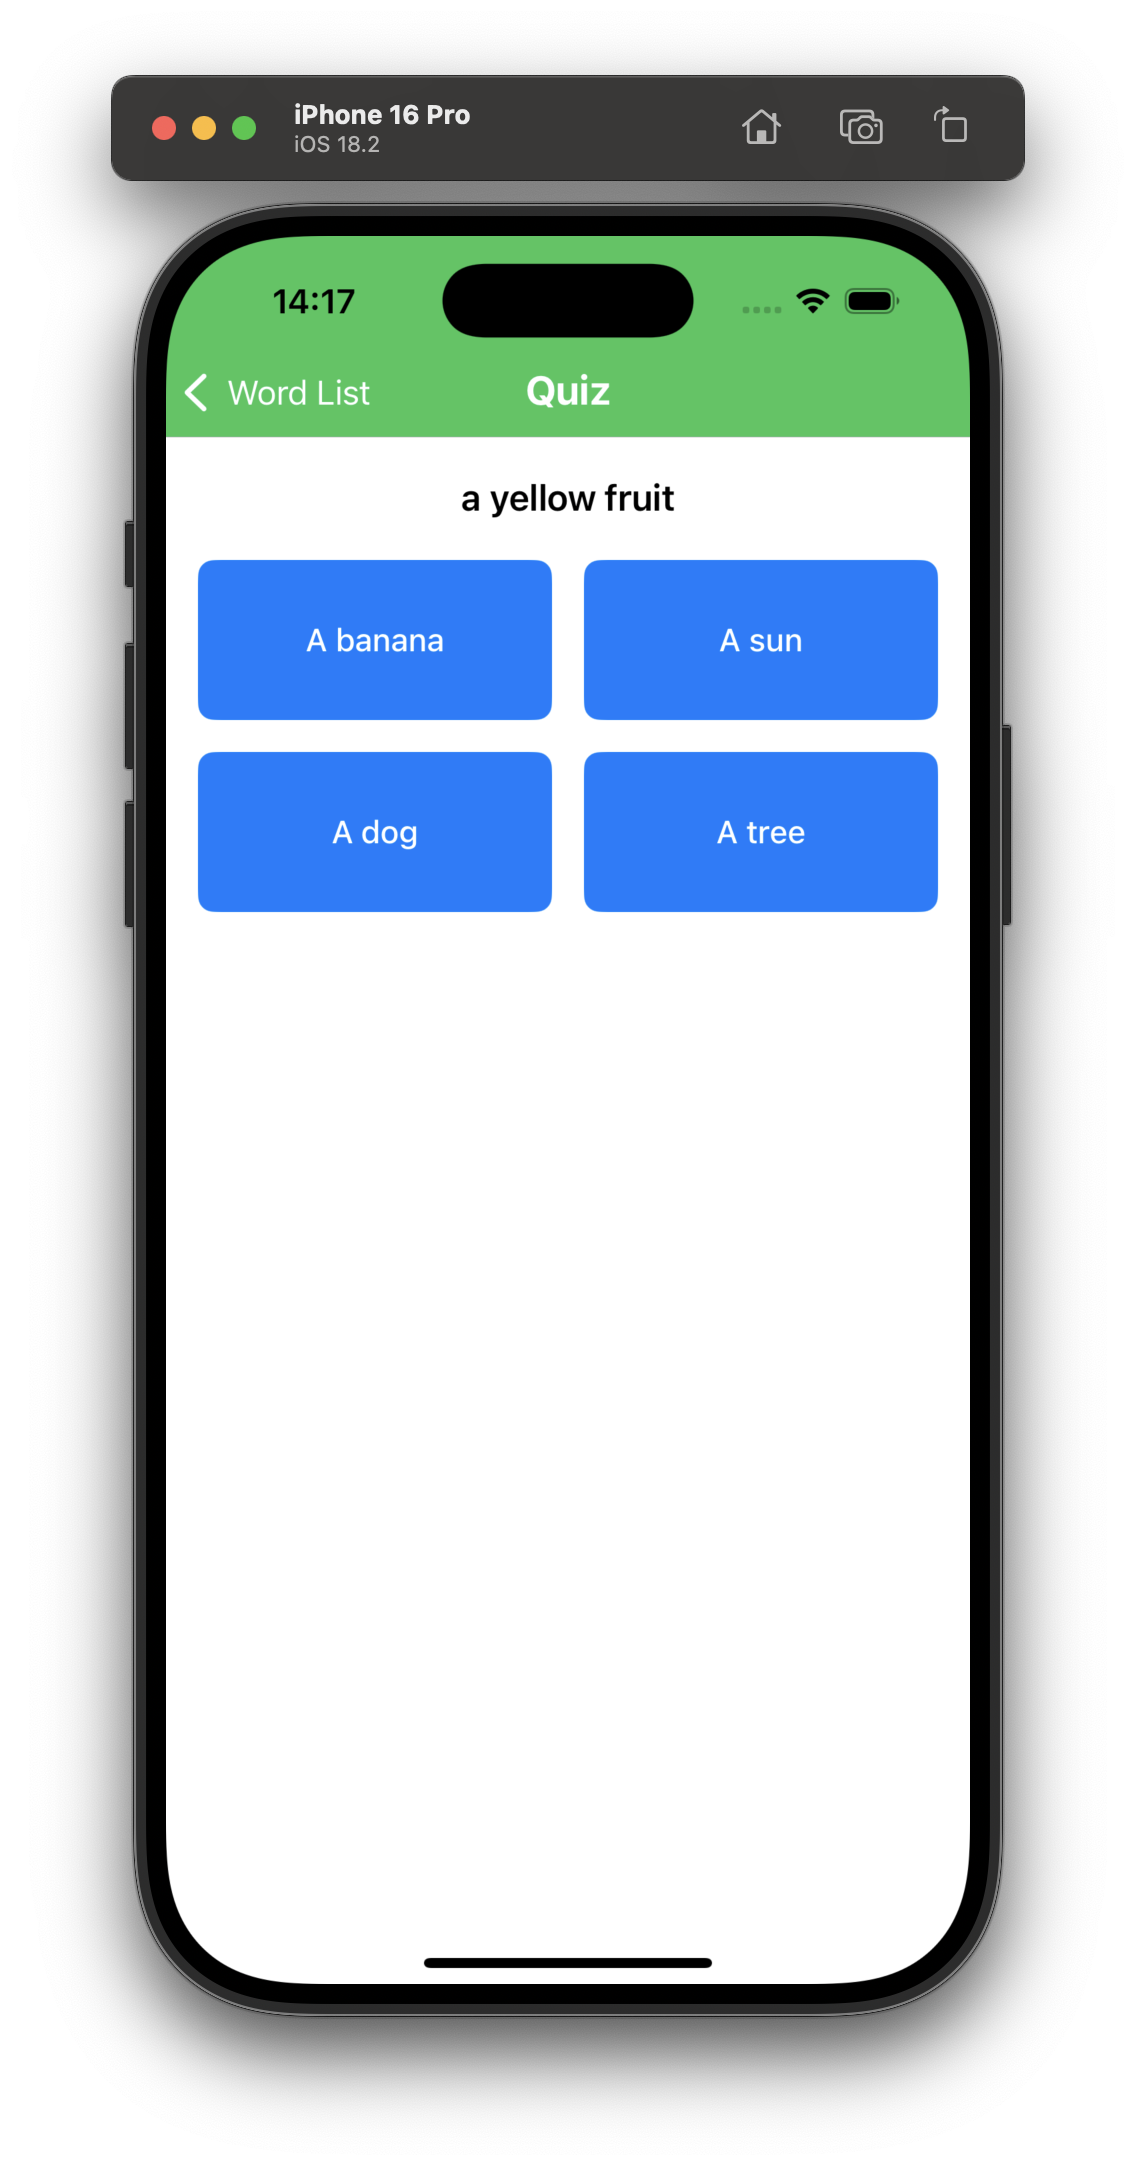 iPhone 16 Pro
iOS 18.2
14:17
Word List
Quiz
a yellow fruit
A banana
A sun
A dog
A tree